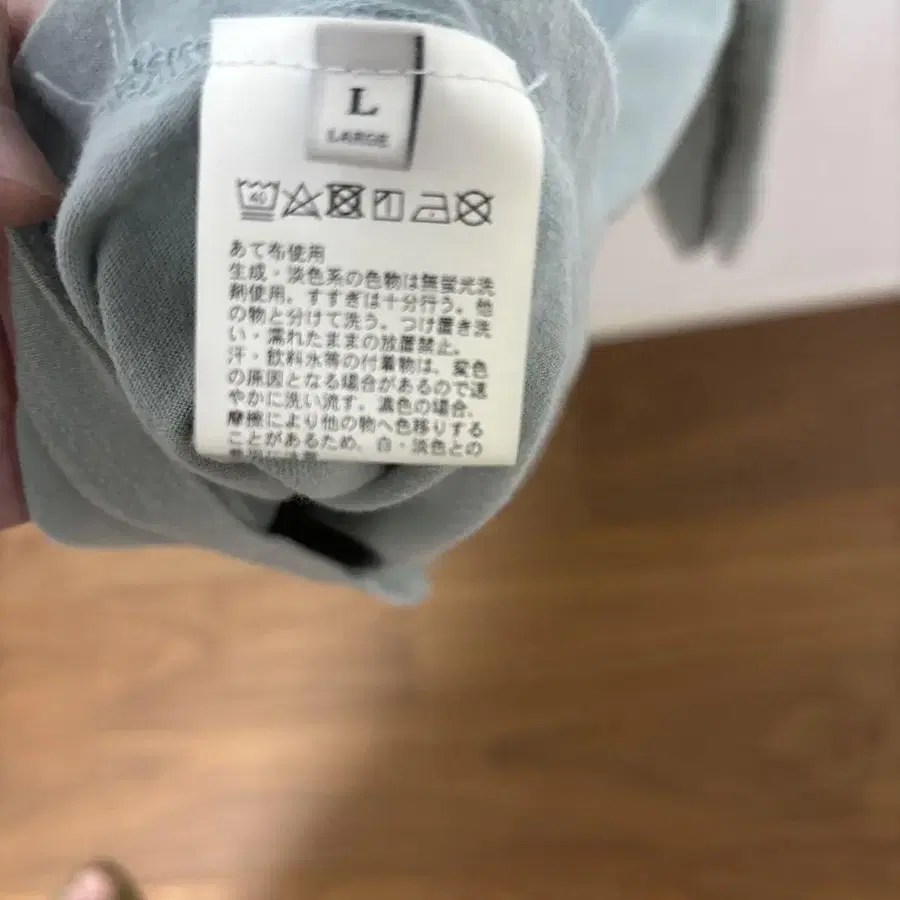 L
LARGE
40
あて布使用
生成・淡色系の色物は無蛍光洗
剤使用。すすぎは十分行う。他
の物と分けて洗う。つけ置き洗
い・濡れたままの放置禁止。
汗・飲料水等の付着物は、変色
の原因となる場合があるので速
やかに洗い流す。濃色の場合、
摩擦により他の物へ色移りする
ことがあるため、白・淡色との